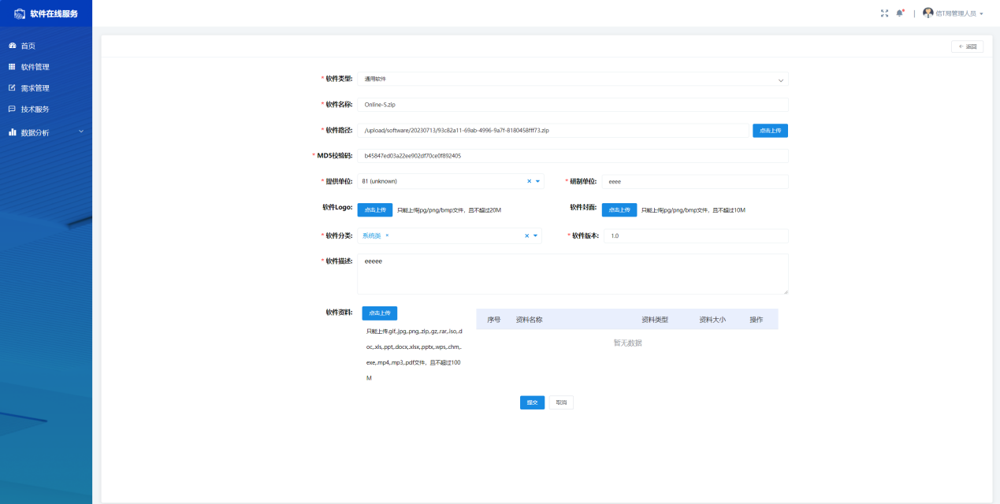 软件在线服务
信T局管理人员
首页
软件管理
需求管理
技术服务
数据分析
← 返回
* 软件类型: 通用软件
* 软件名称: Online-S.zip
* 软件路径: /upload/software/20230713/93c82a11-69ab-4996-9a7f-8180458fff73.zip 点击上传
* MD5校验码: b45847ed03a22ee902df70ce0f892405
* 提供单位: 81 (unknown) × * 研制单位: eeee
软件Logo: 点击上传 只能上传jpg/png/bmp文件，且不超过20M 软件封面: 点击上传 只能上传jpg/png/bmp文件，且不超过10M
* 软件分类: 系统类 × × * 软件版本: 1.0
* 软件描述: eeeee
软件资料: 点击上传
只能上传.gif,.jpg,.png,.zip,.gz,.rar,.iso,.d
oc,.xls,.ppt,.docx,.xlsx,.pptx,.wps,.chm,.
exe,.mp4,.mp3,.pdf文件，且不超过100
M
序号 资料名称 资料类型 资料大小 操作
暂无数据
提交 取消